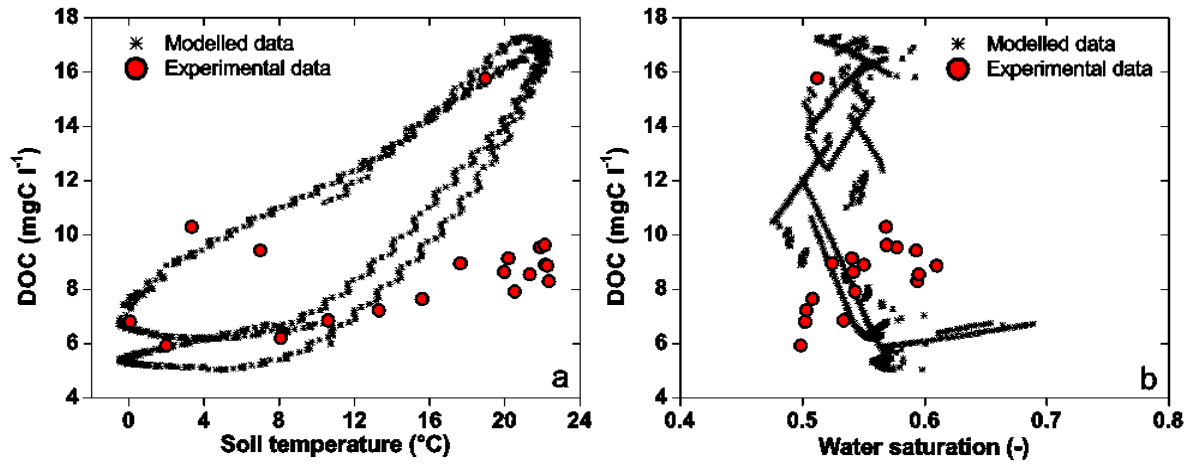 18
16
14
12
10
8
6
4
DOC (mgC l-1)
Modelled data
Experimental data
a
0 4 8 12 16 20 24
Soil temperature (°C)
18
16
14
12
10
8
6
4
DOC (mgC l-1)
Modelled data
Experimental data
b
0.4 0.5 0.6 0.7 0.8
Water saturation (-)